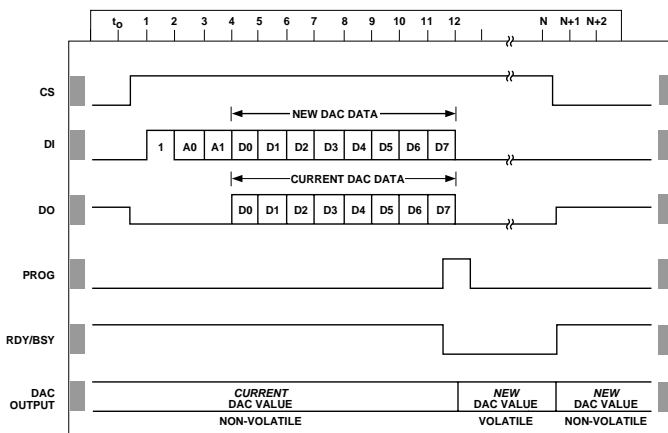 to 1 2 3 4 5 6 7 8 9 10 11 12 N N+1 N+2
CS
NEW DAC DATA
DI 1 A0 A1 D0 D1 D2 D3 D4 D5 D6 D7
CURRENT DAC DATA
DO D0 D1 D2 D3 D4 D5 D6 D7
PROG
RDY/BSY
DAC OUTPUT
CURRENT DAC VALUE
NON-VOLATILE
NEW DAC VALUE
VOLATILE
NEW DAC VALUE
NON-VOLATILE